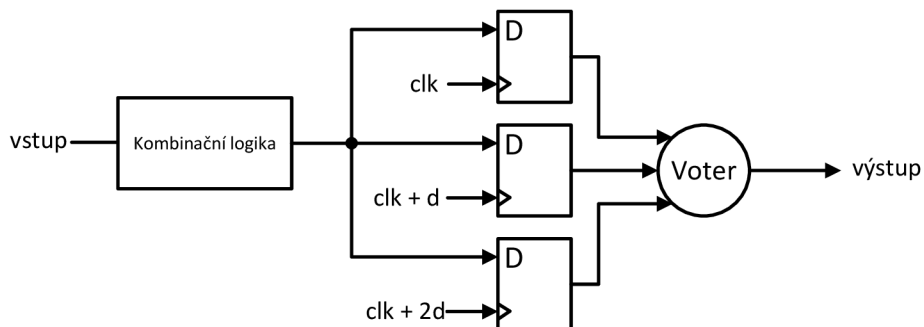 D
clk
vstup
Kombinační logika
D
clk + d
Voter
výstup
D
clk + 2d